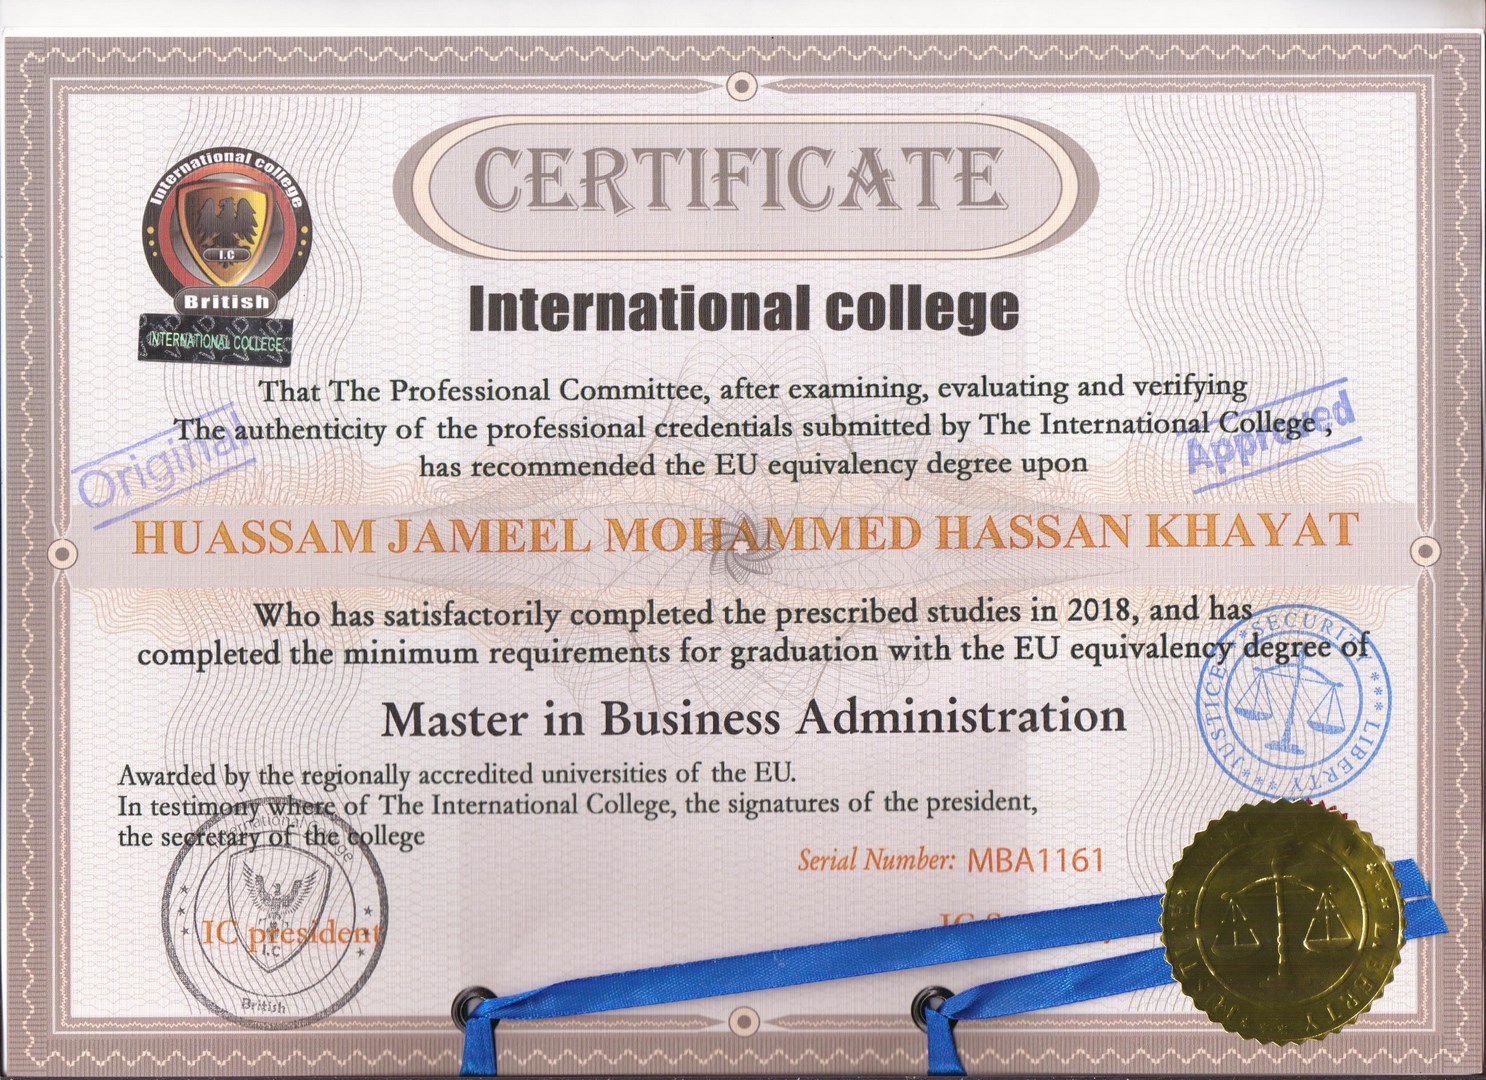 CERTIFICATE
International college
I.C
British
INTERNATIONAL COLLEGE
International college
That The Professional Committee, after examining, evaluating and verifying
The authenticity of the professional credentials submitted by The International College ,
has recommended the EU equivalency degree upon
Original
Approved
HUASSAM JAMEEL MOHAMMED HASSAN KHAYAT
Who has satisfactorily completed the prescribed studies in 2018, and has
completed the minimum requirements for graduation with the EU equivalency degree of
Master in Business Administration
SECURITY *** LIBERTY *** JUSTICE
Awarded by the regionally accredited universities of the EU.
In testimony where of The International College, the signatures of the president,
the secretary of the college
Serial Number: MBA1161
International College
I.C
British
IC president
IC